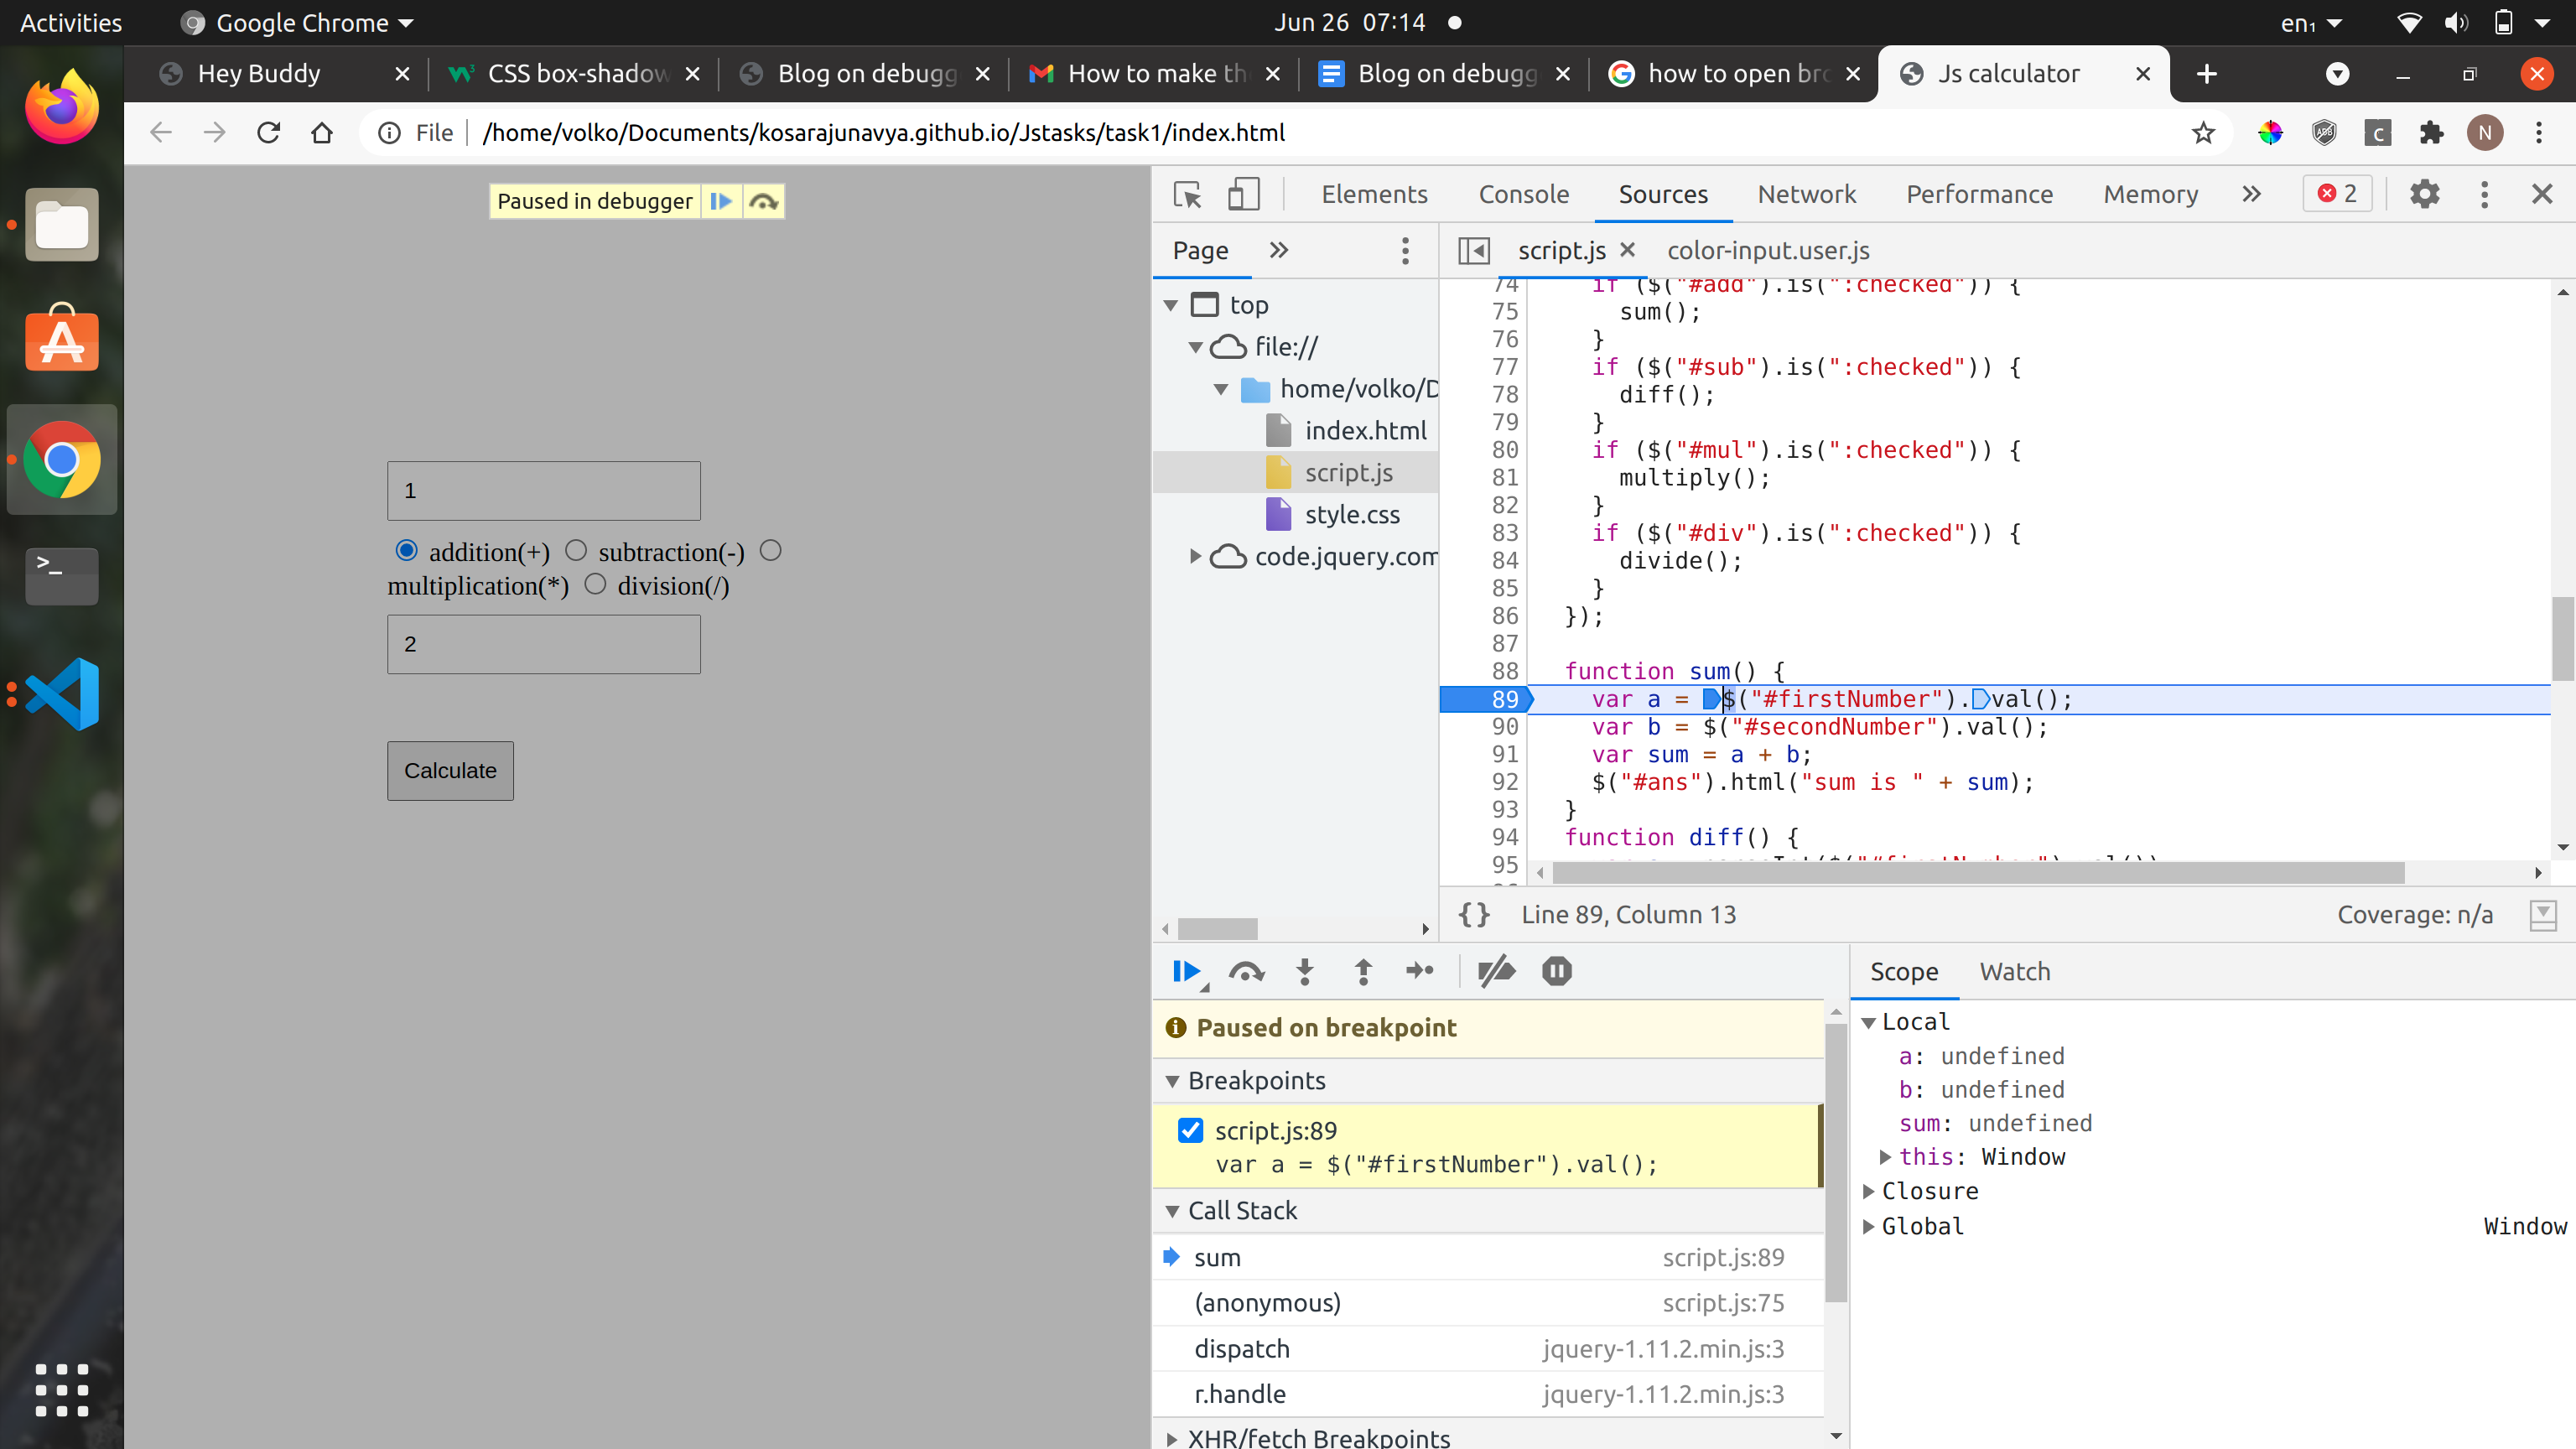 Activities
Google Chrome
Jun 26 07:14
en₁
Hey Buddy
CSS box-shadow
Blog on debugg
How to make th
Blog on debugg
how to open bro
Js calculator
File
/home/volko/Documents/kosarajunavya.github.io/Jstasks/task1/index.html
ABP
C
N
Paused in debugger
1
addition(+) subtraction(-)
multiplication(*) division(/)
2
Calculate
Elements
Console
Sources
Network
Performance
Memory
2
Page
top
file://
home/volko/D
index.html
script.js
style.css
code.jquery.com
script.js
color-input.user.js
74 if ($("#add").is(":checked")) {
75 sum();
76 }
77 if ($("#sub").is(":checked")) {
78 diff();
79 }
80 if ($("#mul").is(":checked")) {
81 multiply();
82 }
83 if ($("#div").is(":checked")) {
84 divide();
85 }
86 });
87
88 function sum() {
89 var a = $("#firstNumber").val();
90 var b = $("#secondNumber").val();
91 var sum = a + b;
92 $("#ans").html("sum is " + sum);
93 }
94 function diff() {
95
{} Line 89, Column 13
Coverage: n/a
Paused on breakpoint
Breakpoints
script.js:89
var a = $("#firstNumber").val();
Call Stack
sum script.js:89
(anonymous) script.js:75
dispatch jquery-1.11.2.min.js:3
r.handle jquery-1.11.2.min.js:3
XHR/fetch Breakpoints
Scope
Watch
Local
a: undefined
b: undefined
sum: undefined
this: Window
Closure
Global Window